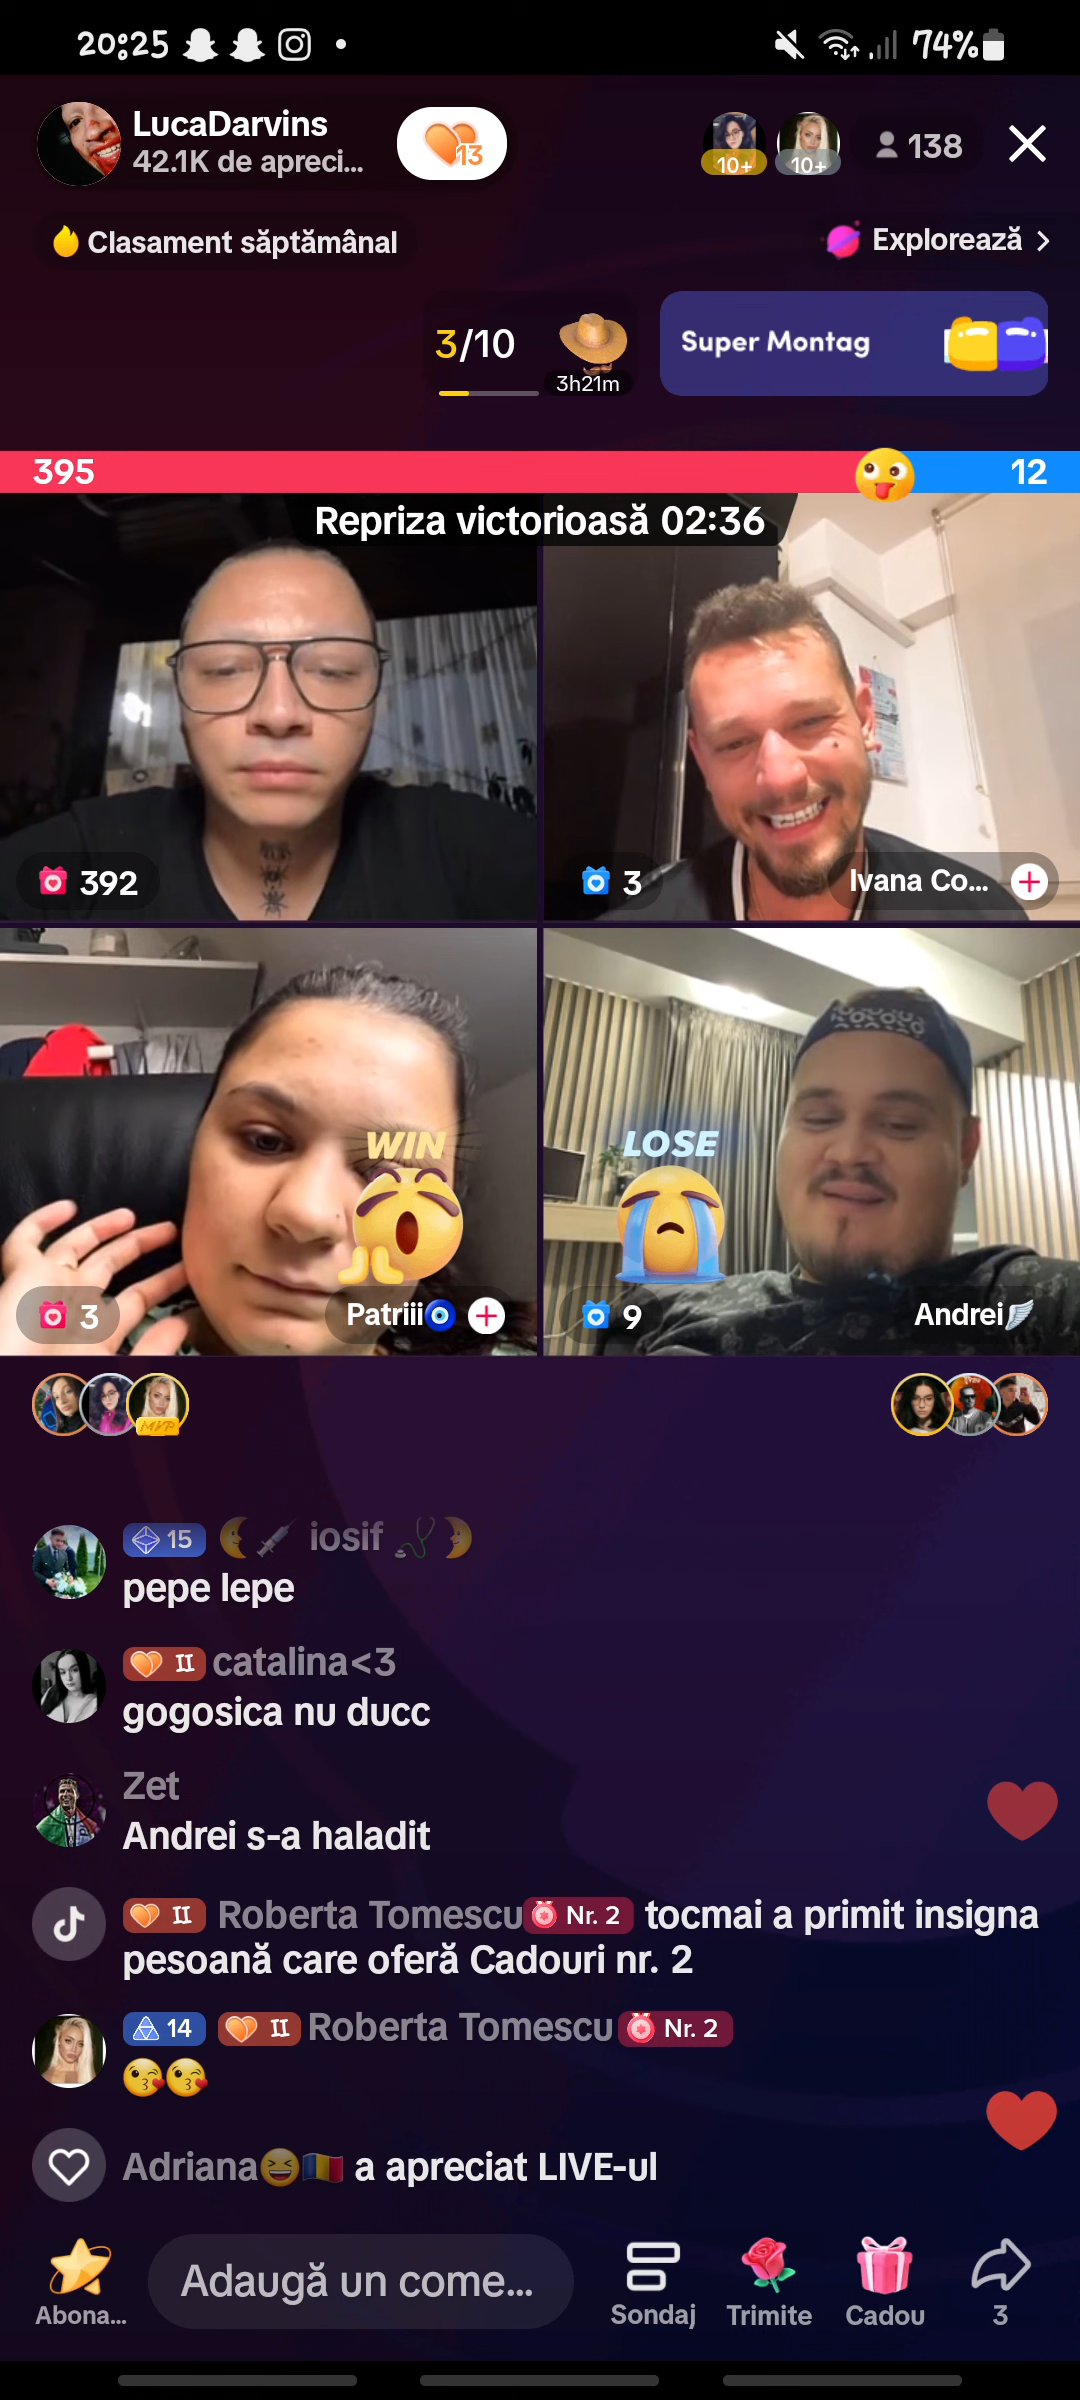 20:25
74%
LucaDarvins
42.1K de apreci...
13
10+
10+
138
Clasament săptămânal
Explorează
3/10
3h21m
Super Montag
395
12
Repriza victorioasă 02:36
392
3
Ivana Co...
WIN
LOSE
3
Patriii
9
Andrei
MVP
15 iosif
pepe lepe
II catalina<3
gogosica nu ducc
Zet
Andrei s-a haladit
II Roberta Tomescu Nr. 2 tocmai a primit insigna
pesoană care oferă Cadouri nr. 2
14 II Roberta Tomescu Nr. 2
😘😘
Adriana😆🇷🇴 a apreciat LIVE-ul
Adaugă un come...
Abona...
Sondaj
Trimite
Cadou
3